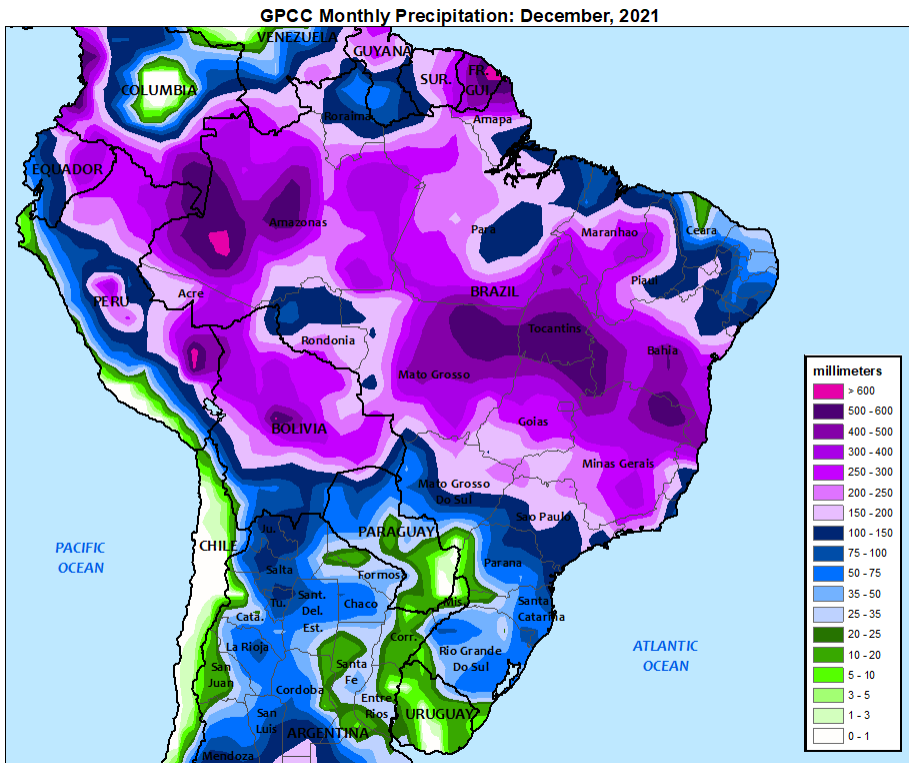 GPCC Monthly Precipitation: December, 2021
VENEZUELA
GUYANA
COLUMBIA
SUR.
FR.
GUI.
Roraima
Amapa
EQUADOR
Amazonas
Para
Maranhao
Ceara
Piaui
PERU
Acre
BRAZIL
Rondonia
Tocantins
Bahia
Mato Grosso
BOLIVIA
Goias
Minas Gerais
Mato Grosso
Do Sul
Sao Paulo
PACIFIC
OCEAN
CHILE
Ju.
PARAGUAY
Salta
Formosa
Parana
Tu.
Sant.
Del.
Est.
Chaco
Mis.
Santa
Catarina
Cata.
La Rioja
Corr.
Rio Grande
Do Sul
ATLANTIC
OCEAN
San
Juan
Santa
Fe
Cordoba
Entre
Rios
URUGUAY
San
Luis
ARGENTINA
Mendoza
millimeters
> 600
500 - 600
400 - 500
300 - 400
250 - 300
200 - 250
150 - 200
100 - 150
75 - 100
50 - 75
35 - 50
25 - 35
20 - 25
10 - 20
5 - 10
3 - 5
1 - 3
0 - 1